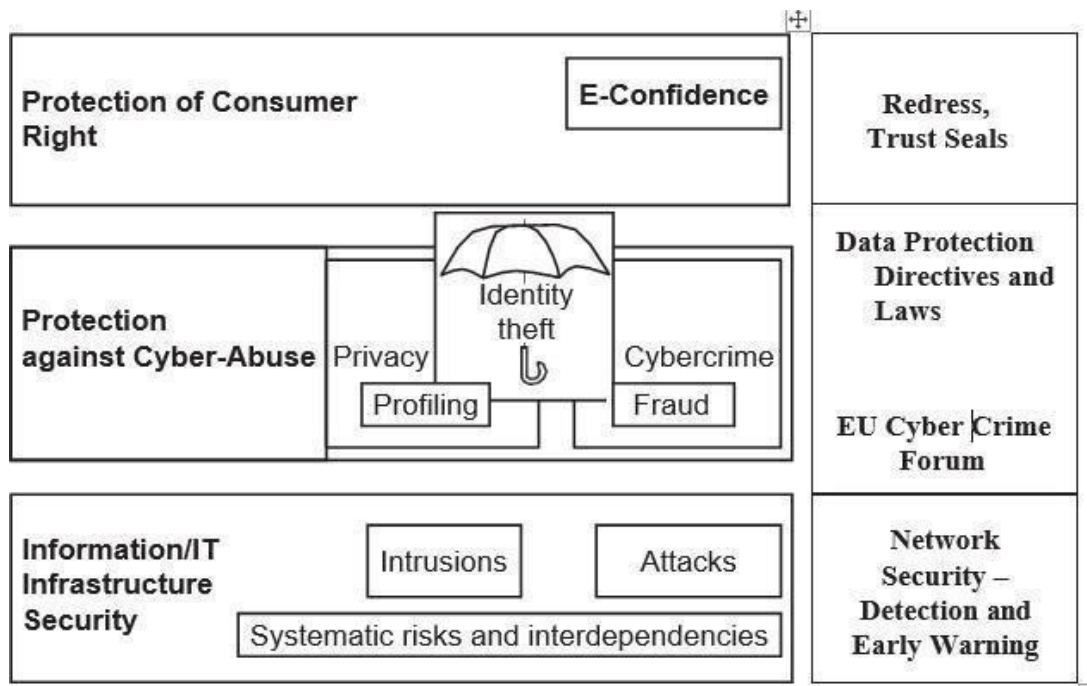 Protection of Consumer
Right
E-Confidence
Redress,
Trust Seals
Protection
against Cyber-Abuse
Privacy
Profiling
Identity
theft
Cybercrime
Fraud
Data Protection
Directives and
Laws
EU Cyber Crime
Forum
Information/IT
Infrastructure
Security
Intrusions
Attacks
Systematic risks and interdependencies
Network
Security –
Detection and
Early Warning